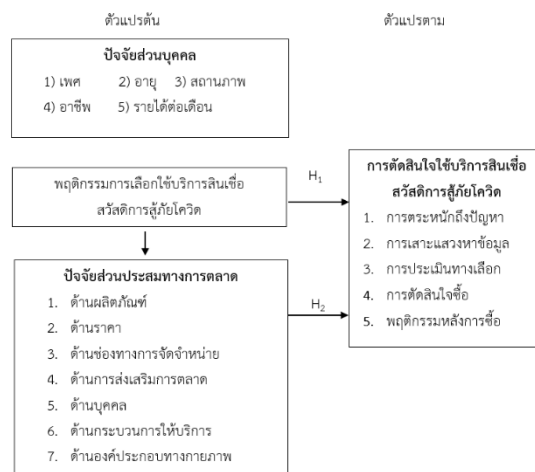 ตัวแปรต้น
ตัวแปรตาม
ปัจจัยส่วนบุคคล
1) เพศ 2) อายุ 3) สถานภาพ
4) อาชีพ 5) รายได้ต่อเดือน
พฤติกรรมการเลือกใช้บริการสินเชื่อ
สวัสดิการสู้ภัยโควิด
H1
การตัดสินใจใช้บริการสินเชื่อ
สวัสดิการสู้ภัยโควิด
1. การตระหนักถึงปัญหา
2. การเสาะแสวงหาข้อมูล
3. การประเมินทางเลือก
4. การตัดสินใจซื้อ
5. พฤติกรรมหลังการซื้อ
ปัจจัยส่วนประสมทางการตลาด
1. ด้านผลิตภัณฑ์
2. ด้านราคา
3. ด้านช่องทางการจัดจำหน่าย
4. ด้านการส่งเสริมการตลาด
5. ด้านบุคคล
6. ด้านกระบวนการให้บริการ
7. ด้านองค์ประกอบทางกายภาพ
H2